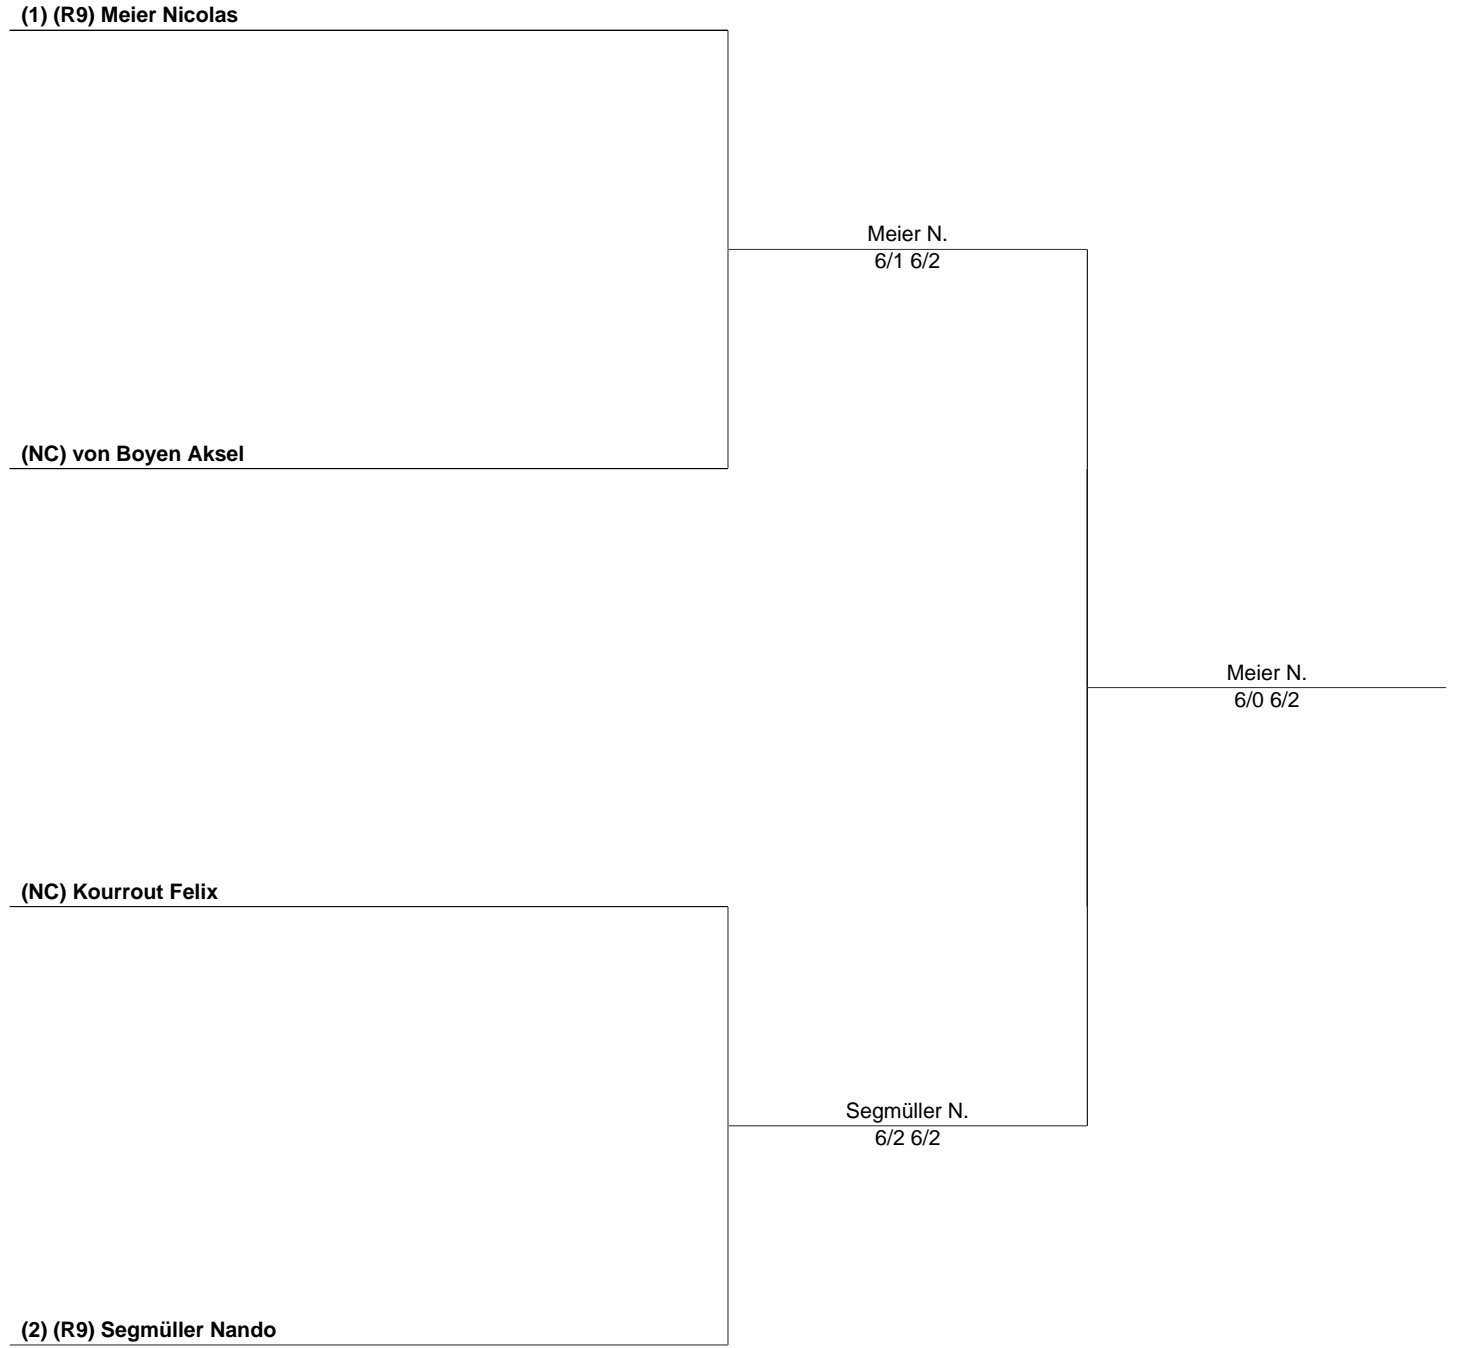 (1) (R9) Meier Nicolas
Meier N.
6/1 6/2
(NC) von Boyen Aksel
Meier N.
6/0 6/2
(NC) Kourrout Felix
Segmüller N.
6/2 6/2
(2) (R9) Segmüller Nando